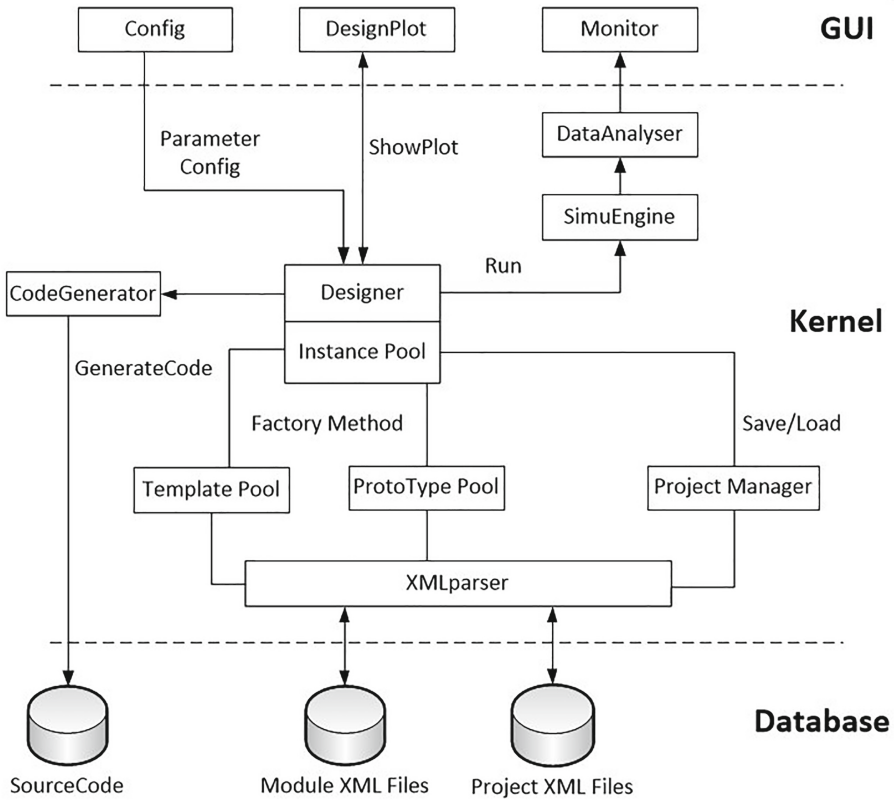 Config
DesignPlot
Monitor
GUI
Parameter
Config
ShowPlot
DataAnalyser
SimuEngine
Run
CodeGenerator
Designer
Kernel
Instance Pool
GenerateCode
Factory Method
Save/Load
Template Pool
ProtoType Pool
Project Manager
XMLparser
Database
SourceCode
Module XML Files
Project XML Files